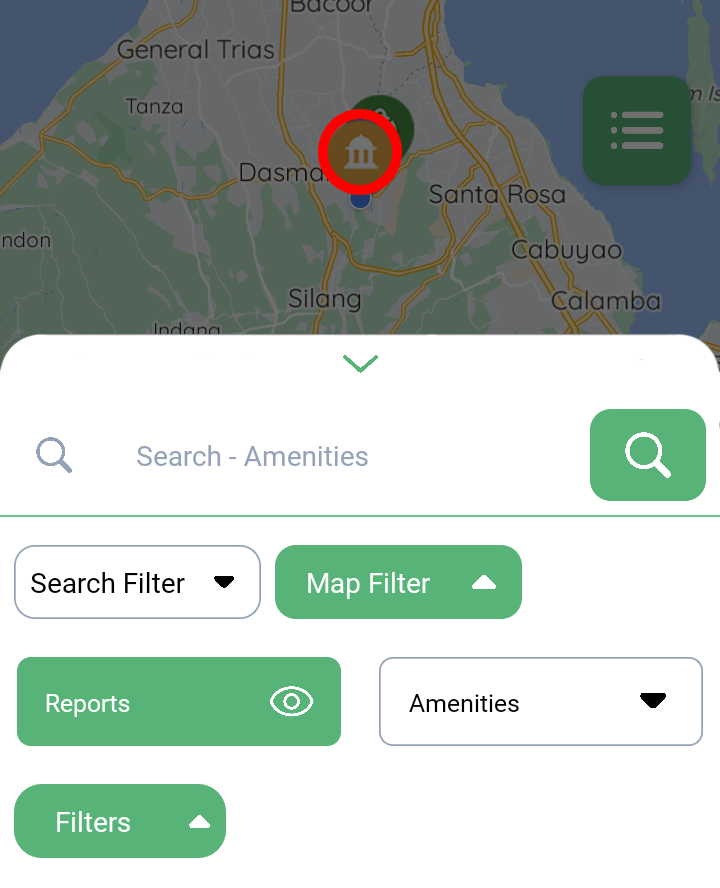 Bacoor
General Trias
Tanza
Dasma
Santa Rosa
ndon
Cabuyao
Silang
Calamba
Indang
Search - Amenities
Search Filter
Map Filter
Reports
Amenities
Filters